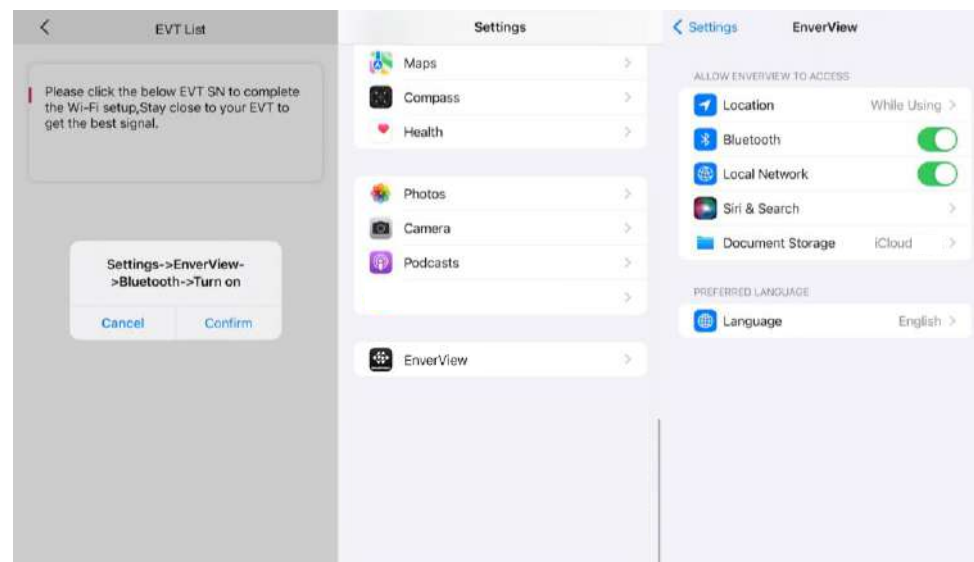 EVT List
Please click the below EVT SN to complete
the Wi-Fi setup,Stay close to your EVT to
get the best signal.
Settings->EnverView-
>Bluetooth->Turn on
Cancel Confirm
Settings
Maps
Compass
Health
Photos
Camera
Podcasts
EnverView
Settings EnverView
ALLOW ENVERVIEW TO ACCESS
Location While Using
Bluetooth
Local Network
Siri & Search
Document Storage iCloud
PREFERRED LANGUAGE
Language English